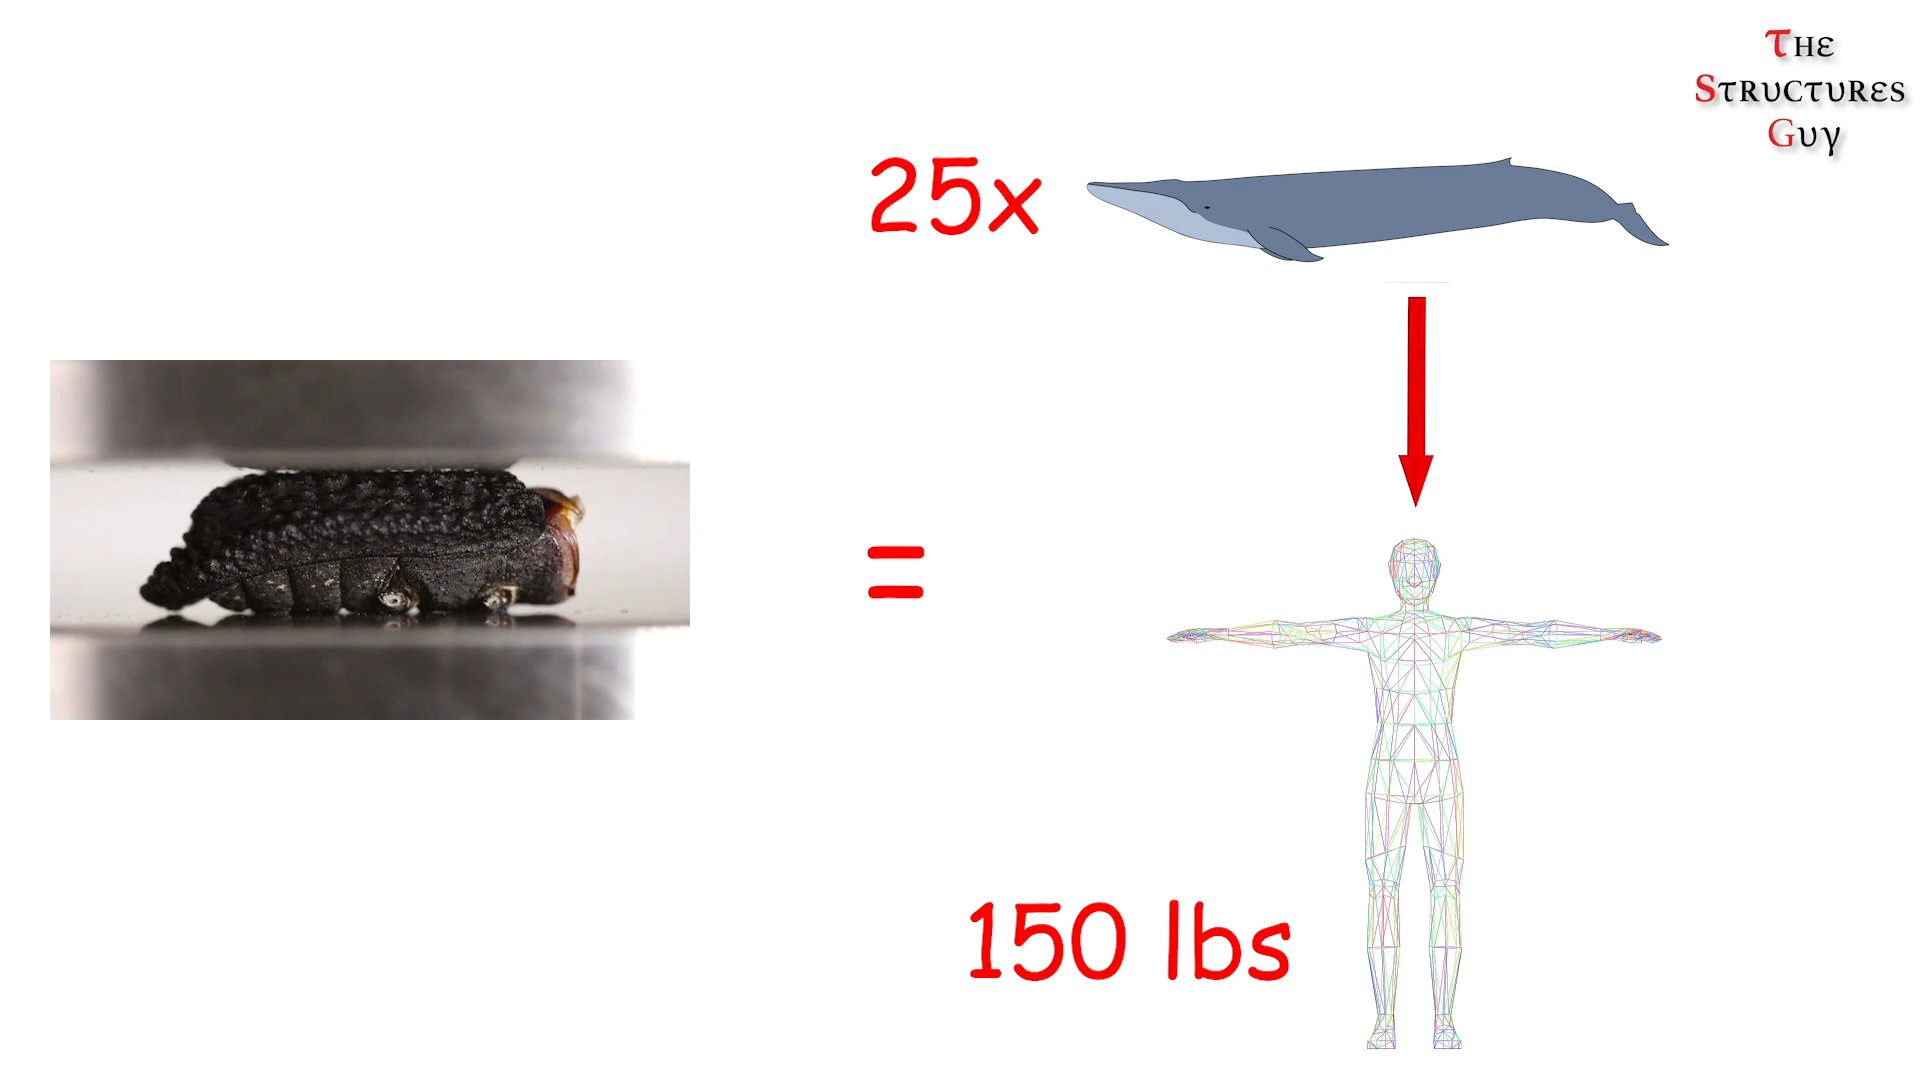 The
Structures
Guy
25x
=
150 lbs